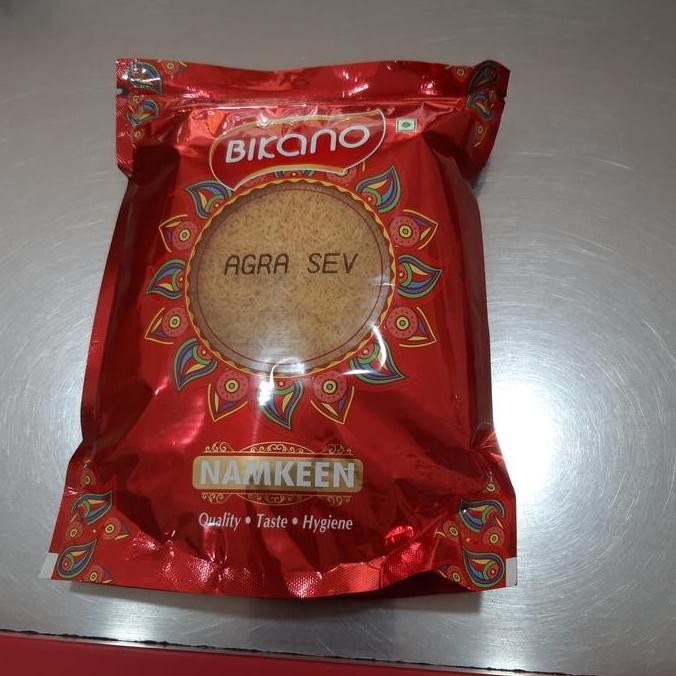 BIKANO
AGRA SEV
NAMKEEN
Quality • Taste • Hygiene